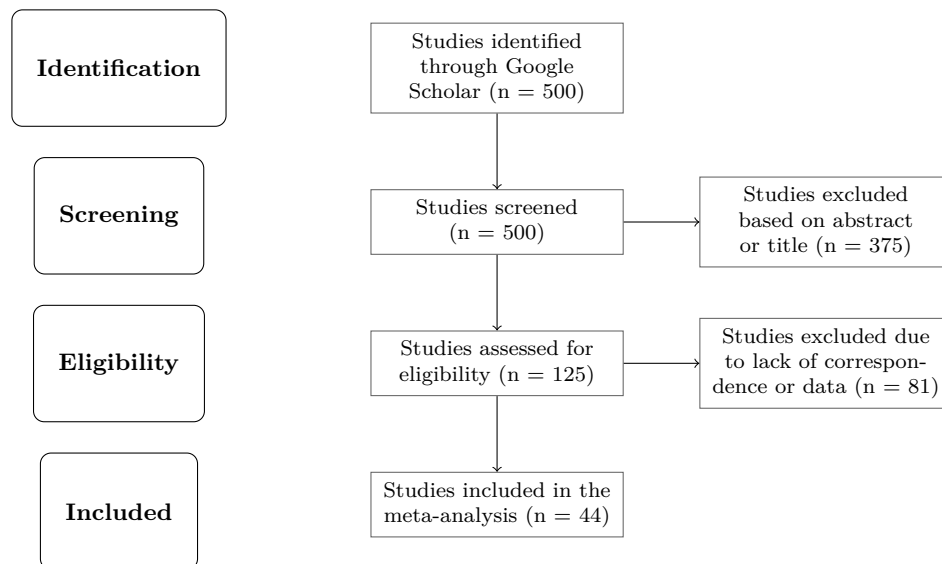 Identification
Studies identified
through Google
Scholar (n = 500)
Screening
Studies screened
(n = 500)
Studies excluded
based on abstract
or title (n = 375)
Eligibility
Studies assessed for
eligibility (n = 125)
Studies excluded due
to lack of correspon-
dence or data (n = 81)
Included
Studies included in the
meta-analysis (n = 44)